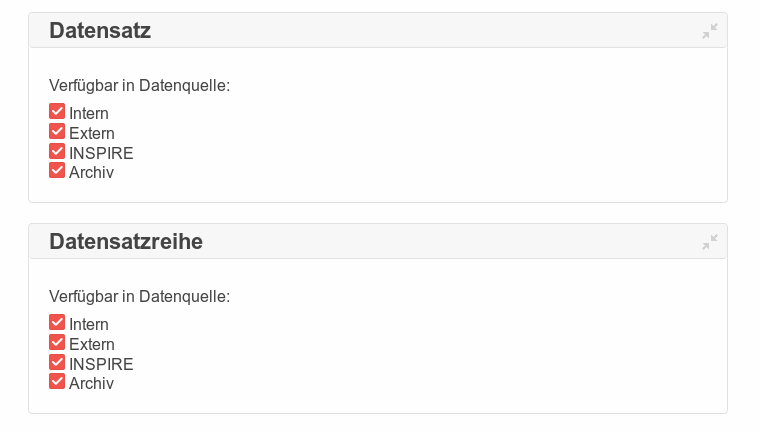 Datensatz
Verfügbar in Datenquelle:
Intern
Extern
INSPIRE
Archiv
Datensatzreihe
Verfügbar in Datenquelle:
Intern
Extern
INSPIRE
Archiv